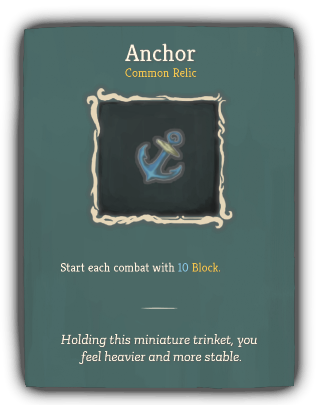 Anchor
Common Relic
Start each combat with 10 Block.
Holding this miniature trinket, you
feel heavier and more stable.